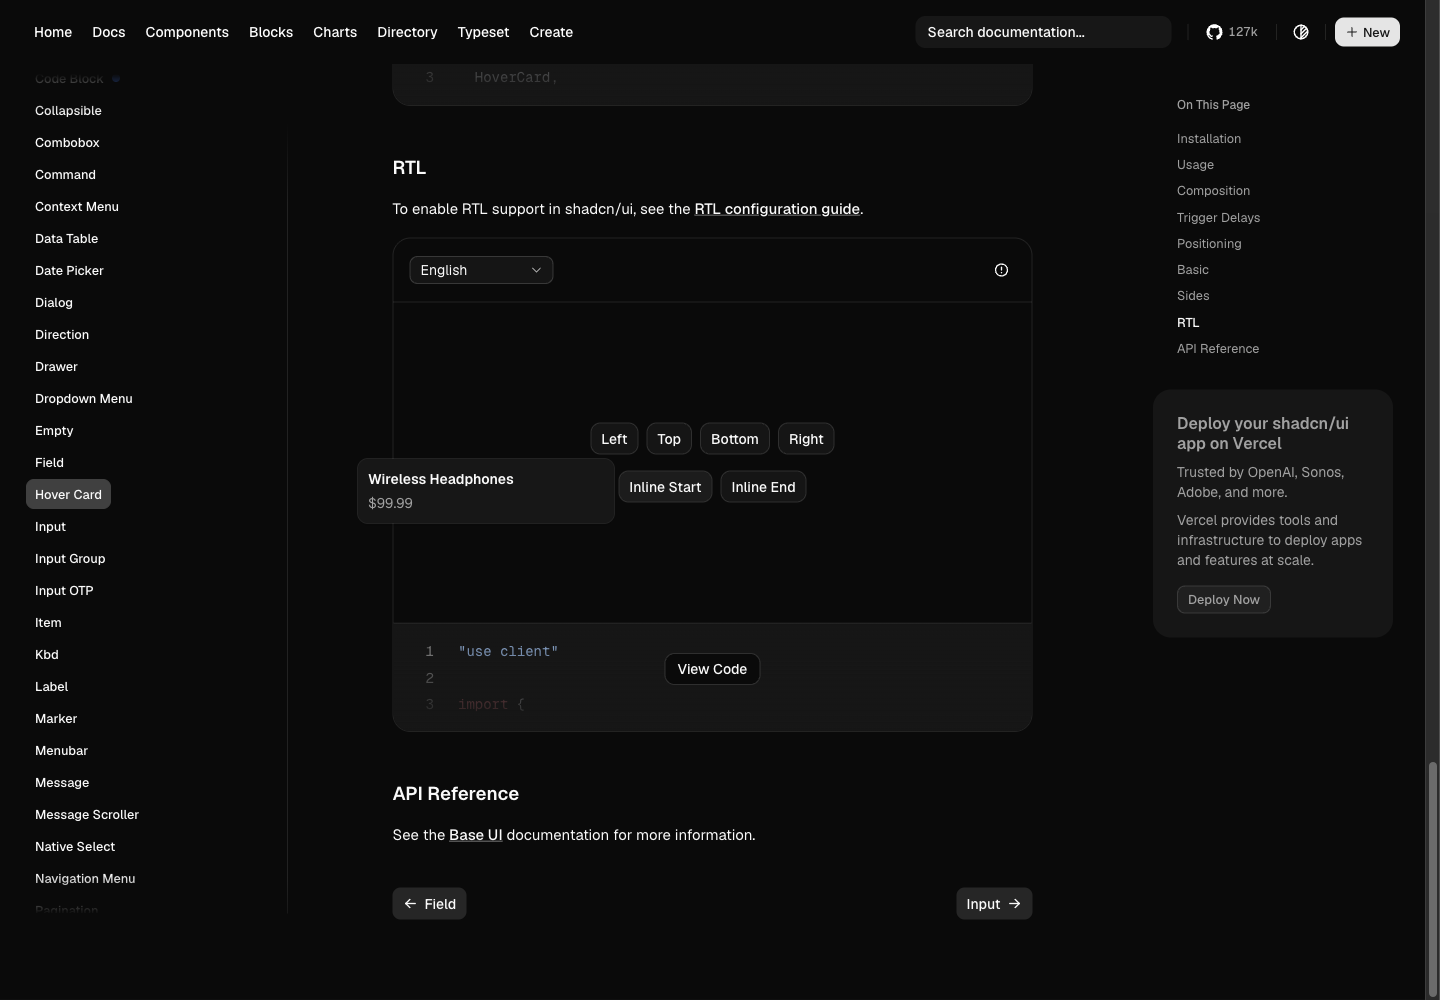 Home Docs Components Blocks Charts Directory Typeset Create
Search documentation...
127k
New
Code Block
Collapsible
Combobox
Command
Context Menu
Data Table
Date Picker
Dialog
Direction
Drawer
Dropdown Menu
Empty
Field
Hover Card
Input
Input Group
Input OTP
Item
Kbd
Label
Marker
Menubar
Message
Message Scroller
Native Select
Navigation Menu
Pagination
3 HoverCard,
RTL
To enable RTL support in shadcn/ui, see the RTL configuration guide.
English
Left Top Bottom Right
Wireless Headphones
$99.99
Inline Start Inline End
1 "use client"
2
3 import {
View Code
API Reference
See the Base UI documentation for more information.
← Field
Input →
On This Page
Installation
Usage
Composition
Trigger Delays
Positioning
Basic
Sides
RTL
API Reference
Deploy your shadcn/ui
app on Vercel
Trusted by OpenAI, Sonos,
Adobe, and more.
Vercel provides tools and
infrastructure to deploy apps
and features at scale.
Deploy Now